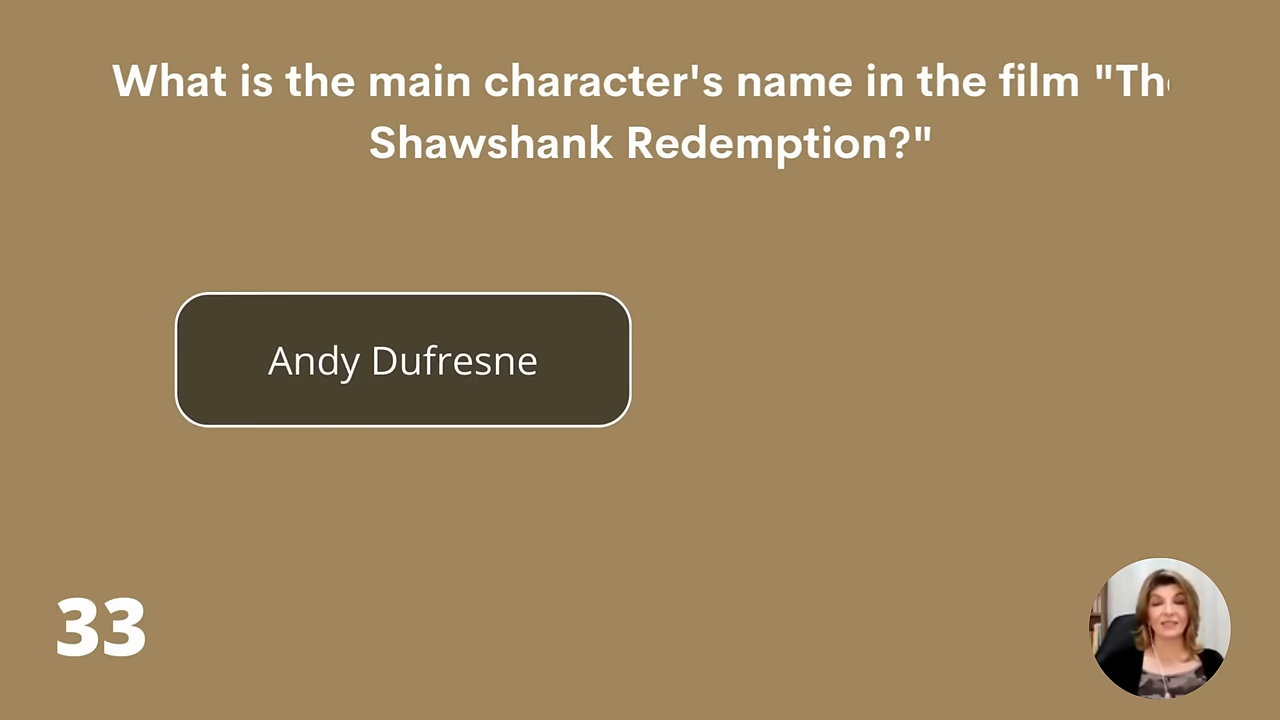 What is the main character's name in the film "The
Shawshank Redemption?"
Andy Dufresne
33